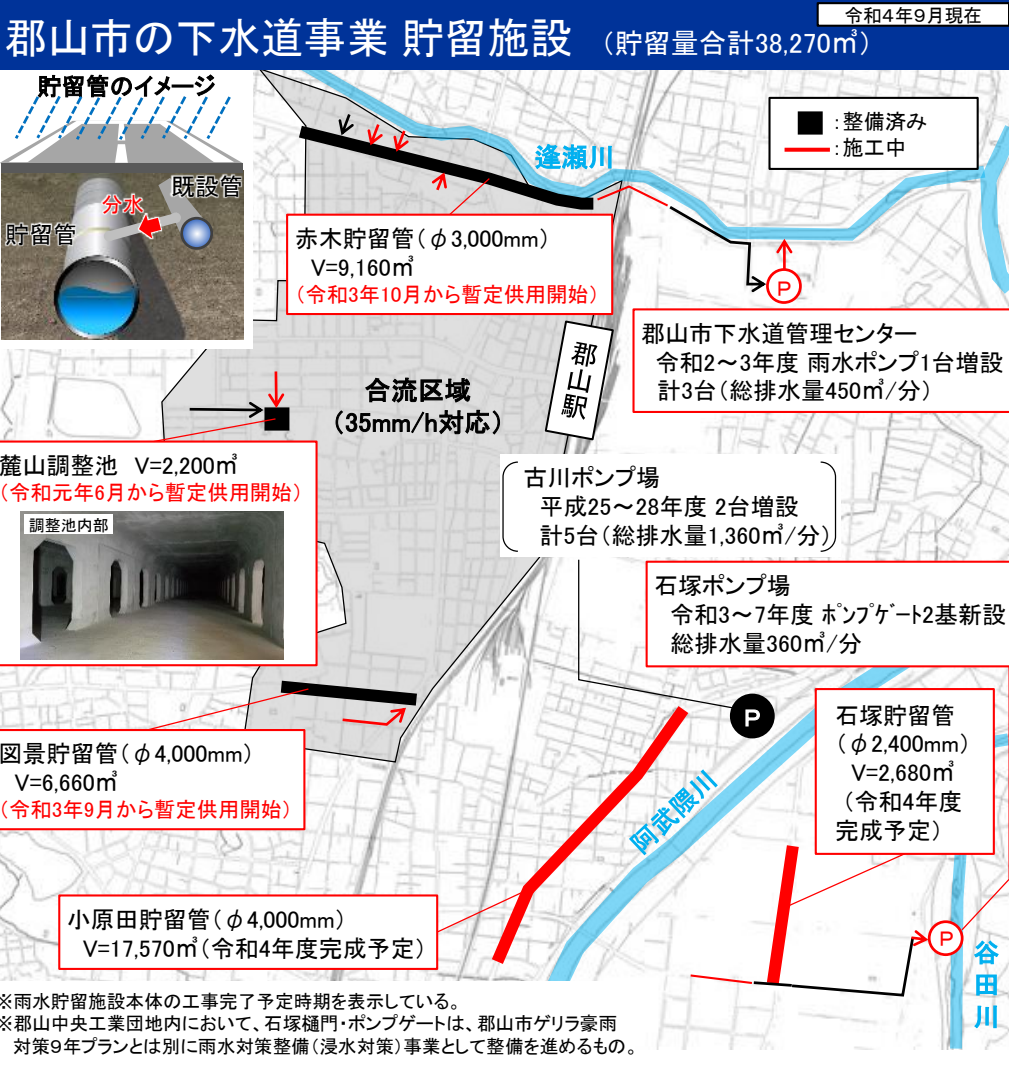 令和4年9月現在
郡山市の下水道事業 貯留施設 (貯留量合計38,270㎥)
貯留管のイメージ
既設管
分水
貯留管
■ :整備済み
:施工中
逢瀬川
赤木貯留管(φ3,000mm)
V=9,160㎥
(令和3年10月から暫定供用開始)
P
郡山市下水道管理センター
令和2～3年度 雨水ポンプ1台増設
計3台(総排水量450㎥/分)
郡山駅
合流区域
(35mm/h対応)
麓山調整池 V=2,200㎥
(令和元年6月から暫定供用開始)
調整池内部
古川ポンプ場
平成25～28年度 2台増設
計5台(総排水量1,360㎥/分)
石塚ポンプ場
令和3～7年度 ポンプゲート2基新設
総排水量360㎥/分
P
石塚貯留管
(φ2,400mm)
V=2,680㎥
(令和4年度
完成予定)
図景貯留管(φ4,000mm)
V=6,660㎥
(令和3年9月から暫定供用開始)
阿武隈川
小原田貯留管(φ4,000mm)
V=17,570㎥(令和4年度完成予定)
P
谷田川
※雨水貯留施設本体の工事完了予定時期を表示している。
※郡山中央工業団地内において、石塚樋門・ポンプゲートは、郡山市ゲリラ豪雨
対策9年プランとは別に雨水対策整備(浸水対策)事業として整備を進めるもの。